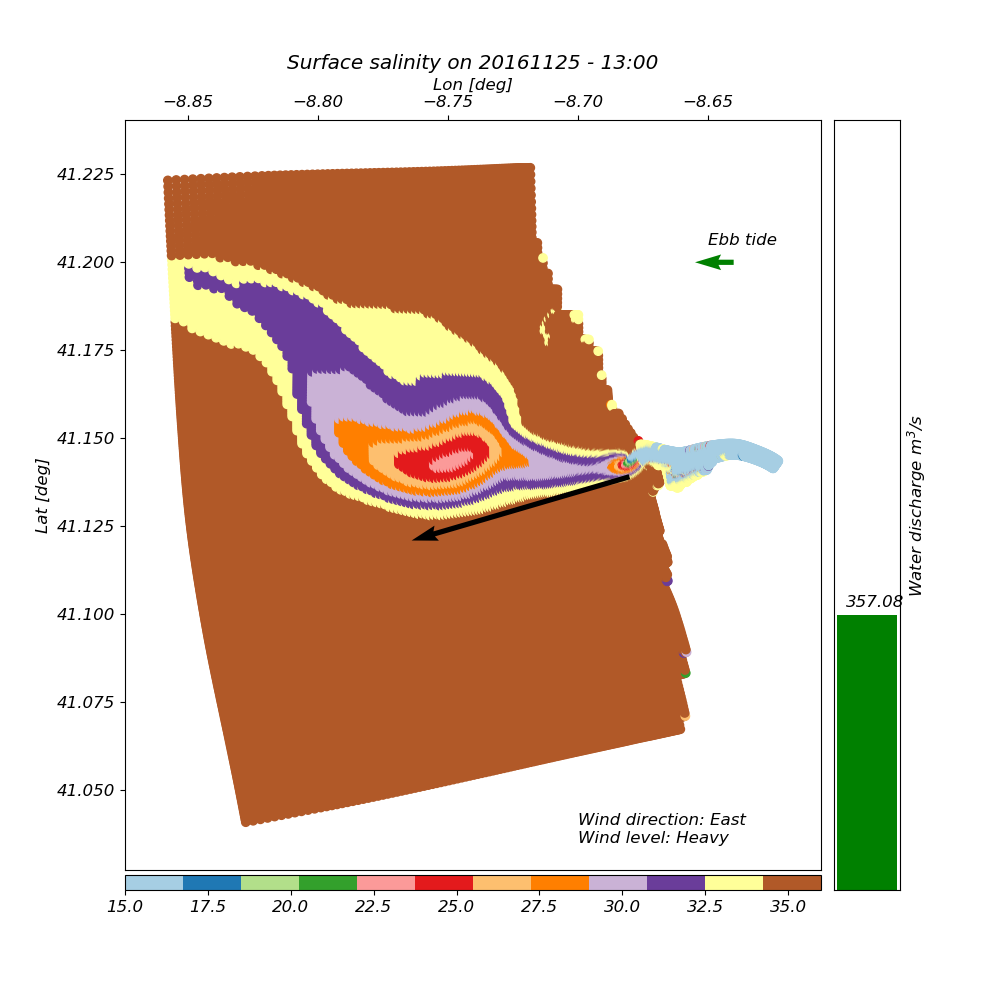 Surface salinity on 20161125 - 13:00
Lon [deg]
−8.85 −8.80 −8.75 −8.70 −8.65
41.225
41.200
41.175
41.150
41.125
41.100
41.075
41.050
Lat [deg]
Ebb tide
Wind direction: East
Wind level: Heavy
357.08
Water discharge m³/s
15.0 17.5 20.0 22.5 25.0 27.5 30.0 32.5 35.0